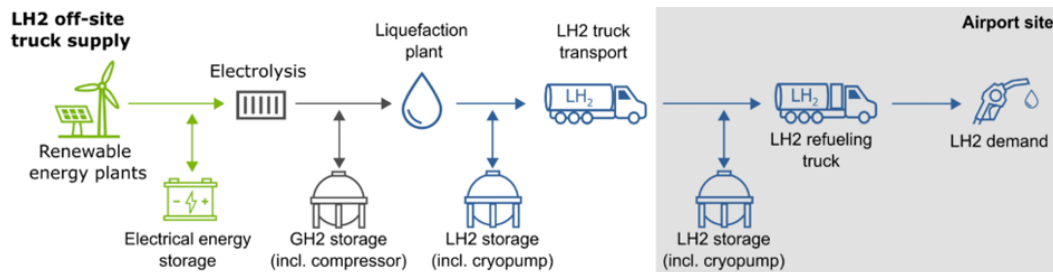 LH2 off-site
truck supply
Airport site
Liquefaction
plant
LH2 truck
transport
Electrolysis
LH₂
LH₂
Renewable
energy plants
LH2 refueling
truck
LH2 demand
Electrical energy
storage
GH2 storage
(incl. compressor)
LH2 storage
(incl. cryopump)
LH2 storage
(incl. cryopump)